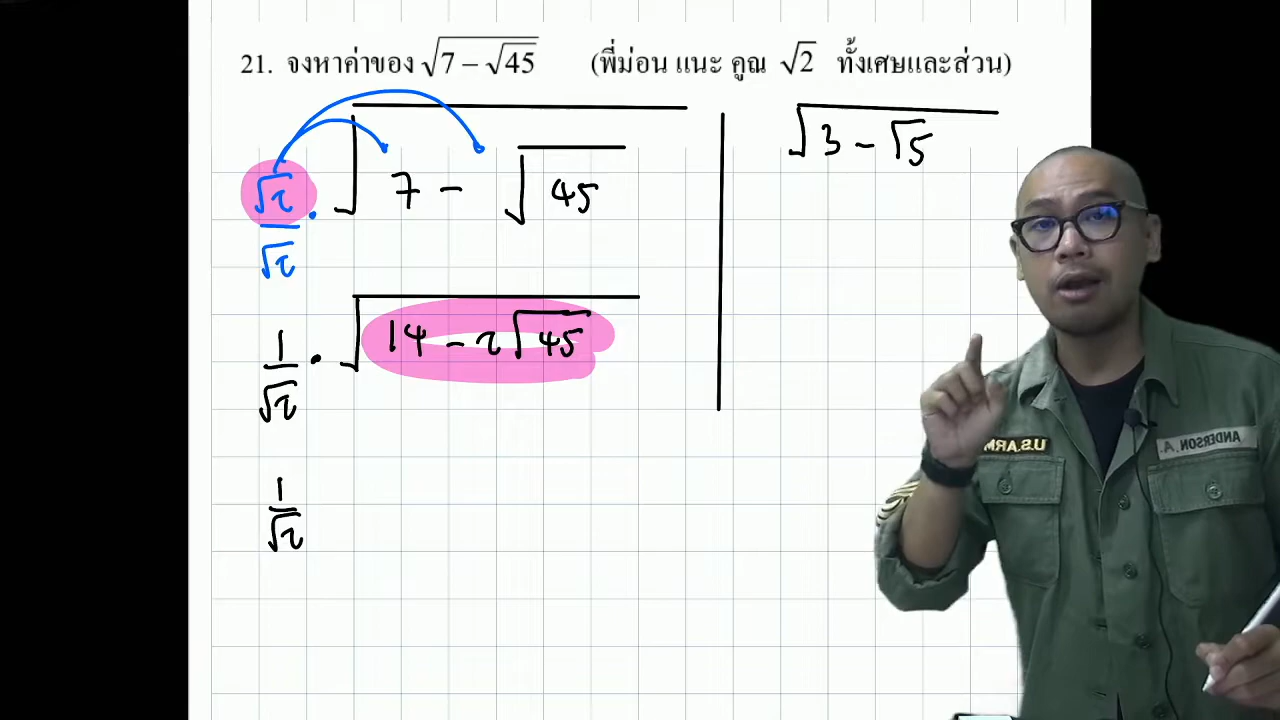 21. จงหาค่าของ √(7 − √45) (พี่ม่อน แนะ คูณ √2 ทั้งเศษและส่วน)
√2/√2 · √(7 − √45)
1/√2 · √(14 − 2√45)
1/√2
√(3 − √5)
U.S. ARMY
ANDERSON. A.